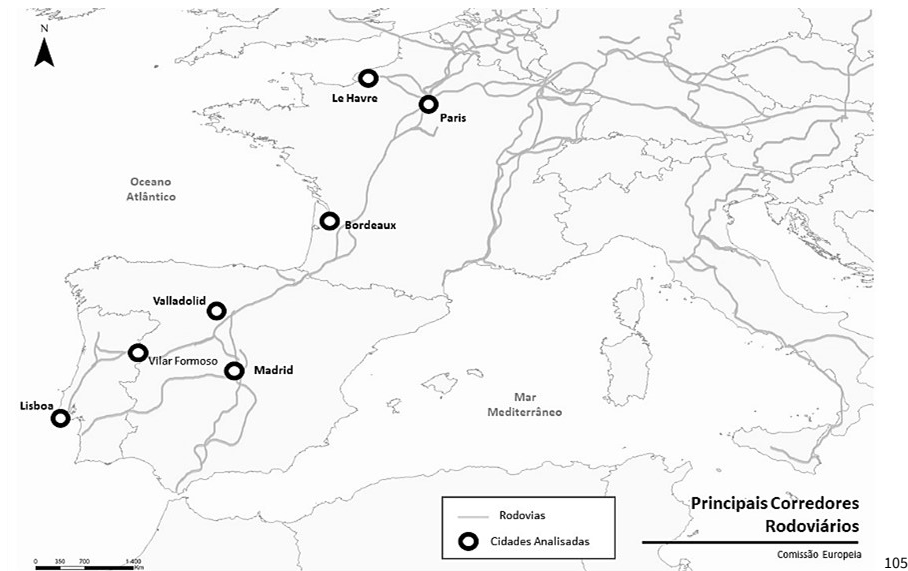 N
Le Havre
Paris
Oceano
Atlântico
Bordeaux
Valladolid
Vilar Formoso
Madrid
Lisboa
Mar
Mediterrâneo
Principais Corredores
Rodoviários
Rodovias
Cidades Analisadas
Comissão Europeia
0 350 700 1 400
Km
105